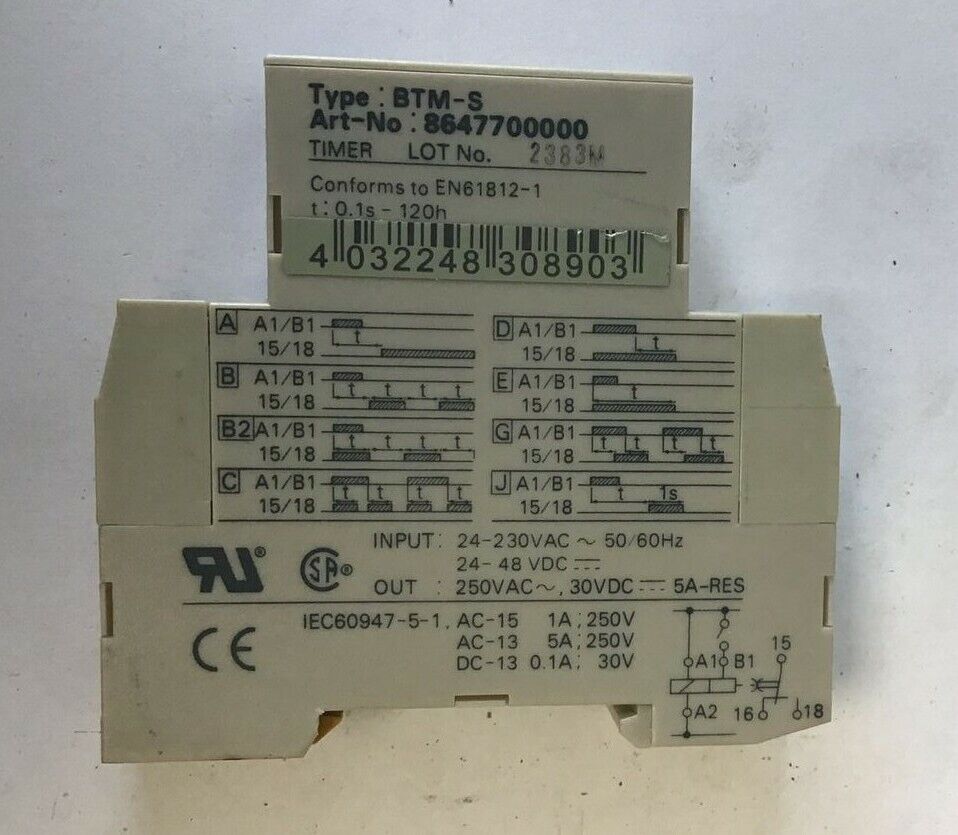 Type : BTM-S
Art-No : 8647700000
TIMER LOT No. 2383M
Conforms to EN61812-1
t : 0.1s - 120h
4 032248 308903
A A1/B1 t
15/18
B A1/B1 t t t
15/18
B2 A1/B1 t t t t
15/18
C A1/B1 t t t t
15/18
D A1/B1 t
15/18
E A1/B1 t
15/18
G A1/B1 t t t t
15/18
J A1/B1 t 1s
15/18
INPUT : 24-230VAC ~ 50/60Hz
24- 48 VDC ⎓
OUT : 250VAC~, 30VDC ⎓ 5A-RES
RU ® SA ®
IEC60947-5-1, AC-15 1A ; 250V
AC-13 5A ; 250V
DC-13 0.1A ; 30V
CE
15
A1 B1
A2 16 18